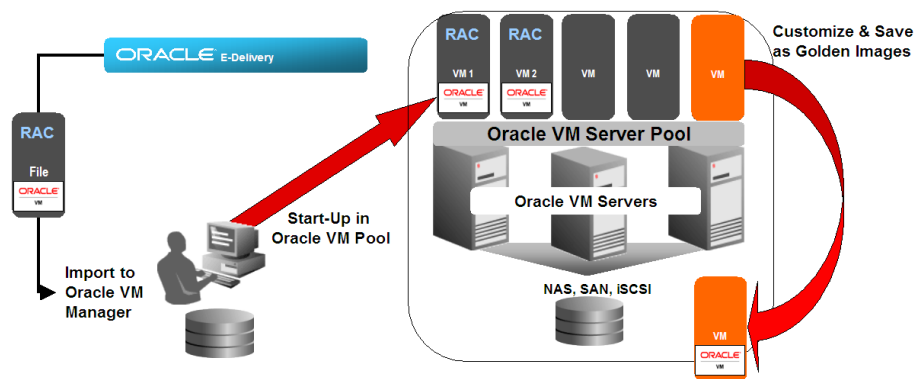 ORACLE E-Delivery
RAC
File
ORACLE
VM
Import to
Oracle VM
Manager
Start-Up in
Oracle VM Pool
RAC
VM 1
ORACLE
VM
RAC
VM 2
ORACLE
VM
VM
VM
VM
Customize & Save
as Golden Images
Oracle VM Server Pool
Oracle VM Servers
NAS, SAN, iSCSI
VM
ORACLE
VM